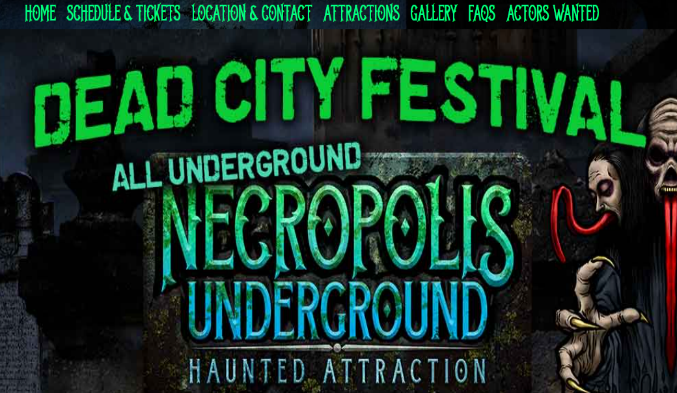 HOME SCHEDULE & TICKETS LOCATION & CONTACT ATTRACTIONS GALLERY FAQS ACTORS WANTED
DEAD CITY FESTIVAL
ALL UNDERGROUND
NECROPOLIS
UNDERGROUND
HAUNTED ATTRACTION